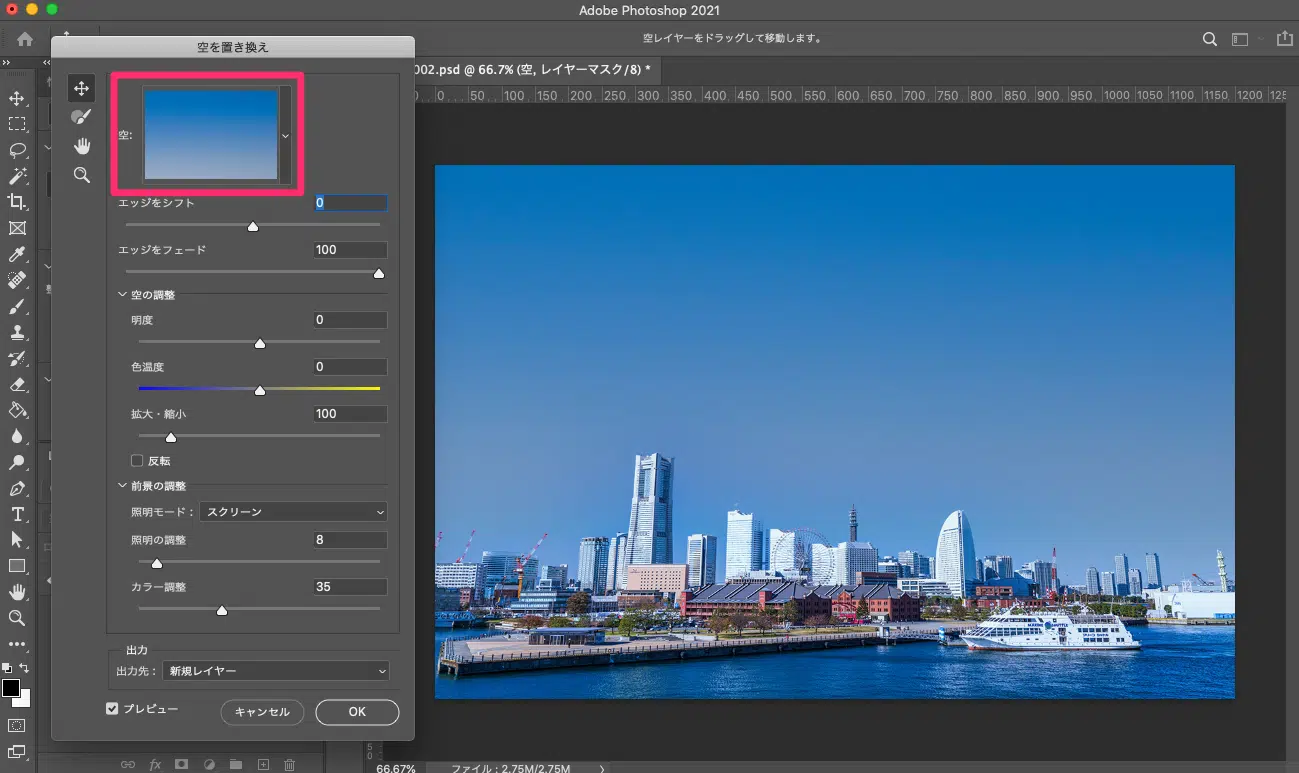 Adobe Photoshop 2021
空レイヤーをドラッグして移動します。
空を置き換え
002.psd @ 66.7% (空, レイヤーマスク/8) *
0 50 100 150 200 250 300 350 400 450 500 550 600 650 700 750 800 850 900 950 1000 1050 1100 1150 1200
空:
エッジをシフト 0
エッジをフェード 100
空の調整
明度 0
色温度 0
拡大・縮小 100
反転
前景の調整
照明モード: スクリーン
照明の調整 8
カラー調整 35
出力
出力先: 新規レイヤー
プレビュー キャンセル OK
fx
5
0
66.67% ファイル : 2.75M/2.75M